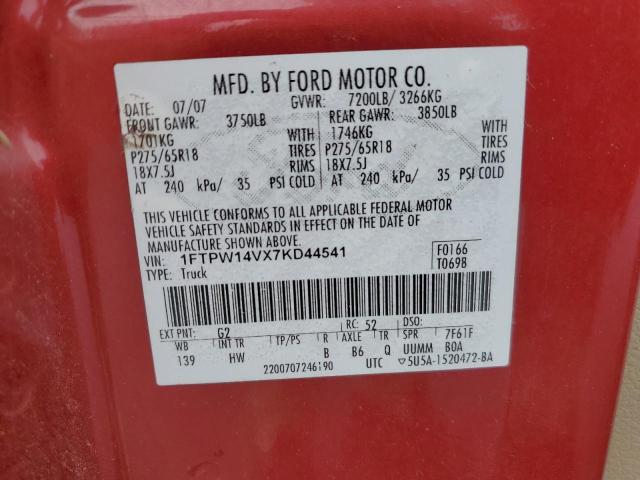 MFD. BY FORD MOTOR CO.
DATE: 07/07 GVWR: 7200LB/ 3266KG
FRONT GAWR: 3750LB REAR GAWR: 3850LB
1701KG WITH 1746KG WITH
P275/65R18 TIRES P275/65R18 TIRES
18X7.5J RIMS 18X7.5J RIMS
AT 240 kPa/ 35 PSI COLD AT 240 kPa/ 35 PSI COLD
THIS VEHICLE CONFORMS TO ALL APPLICABLE FEDERAL MOTOR
VEHICLE SAFETY STANDARDS IN EFFECT ON THE DATE OF
MANUFACTURE SHOWN ABOVE.
VIN: 1FTPW14VX7KD44541 F0166
TYPE: Truck T0698
EXT PNT: G2 RC: 52 DSO:
WB INT TR TP/PS R AXLE TR SPR 7F61F
139 HW B B6 Q UUMM BOA
2200707246190 UTC 5U5A-1520472-BA